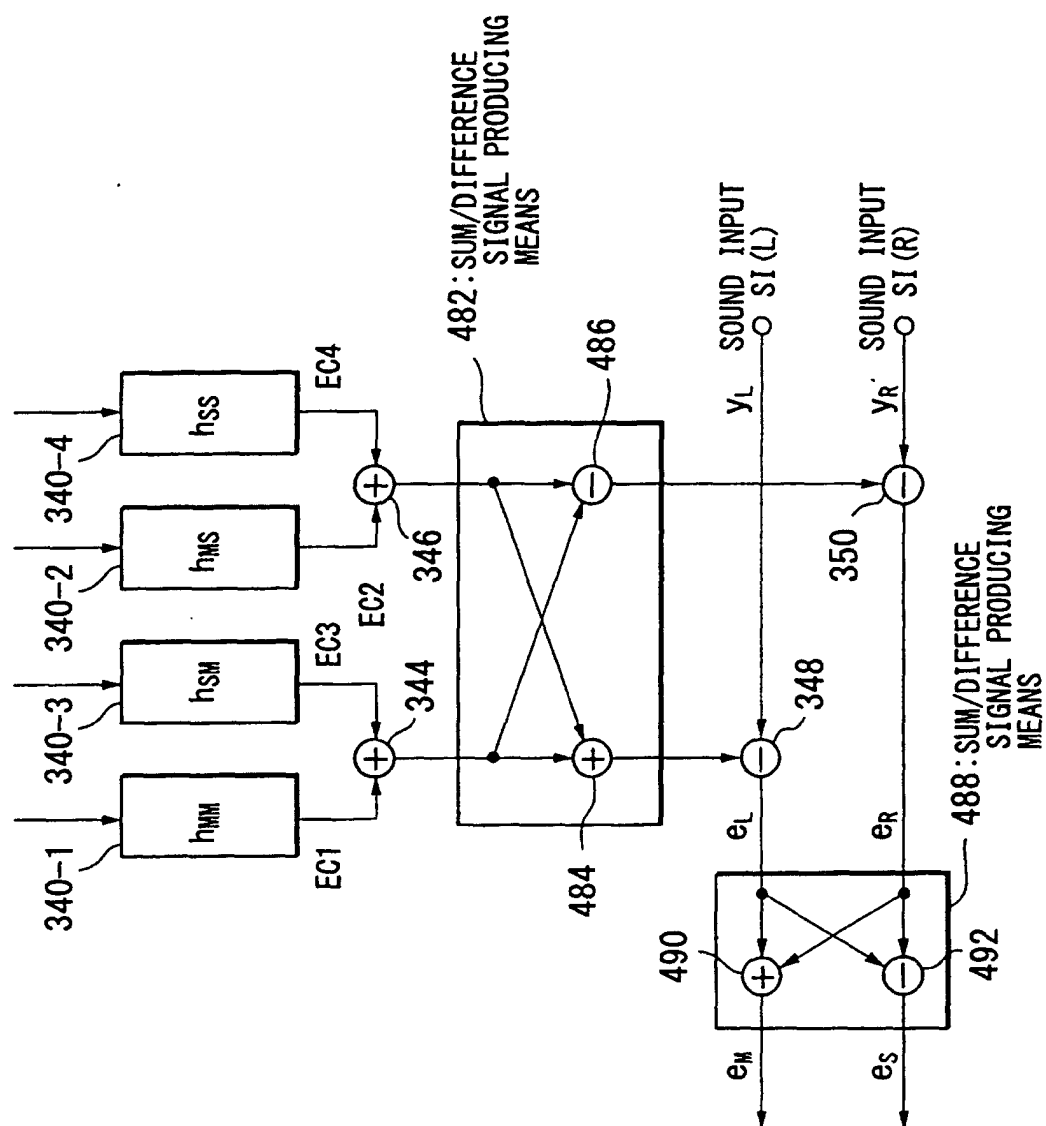 340-1
340-3
340-2
340-4
hMM
hSM
hMS
hSS
EC1
EC3
EC2
EC4
344
346
482:SUM/DIFFERENCE
SIGNAL PRODUCING
MEANS
+
+
484
486
+
−
348
350
−
−
yL
SOUND INPUT
SI(L)
yR
SOUND INPUT
SI(R)
eL
eR
488:SUM/DIFFERENCE
SIGNAL PRODUCING
MEANS
490
492
+
−
eM
eS